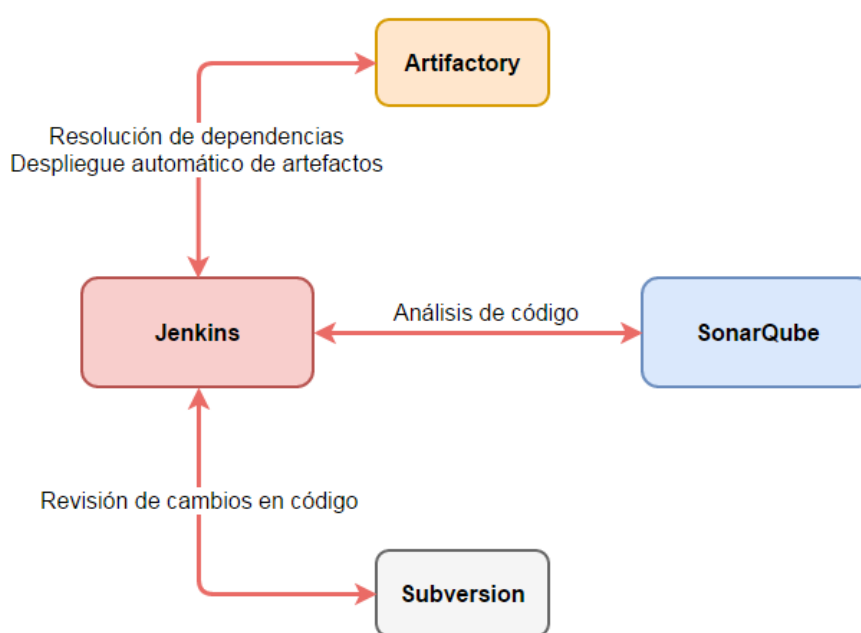 Artifactory
Resolución de dependencias
Despliegue automático de artefactos
Análisis de código
Jenkins
SonarQube
Revisión de cambios en código
Subversion